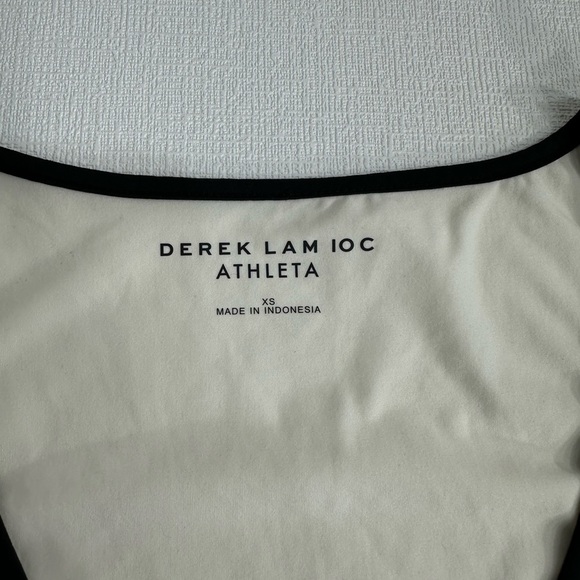 DEREK LAM 10C
ATHLETA
XS
MADE IN INDONESIA